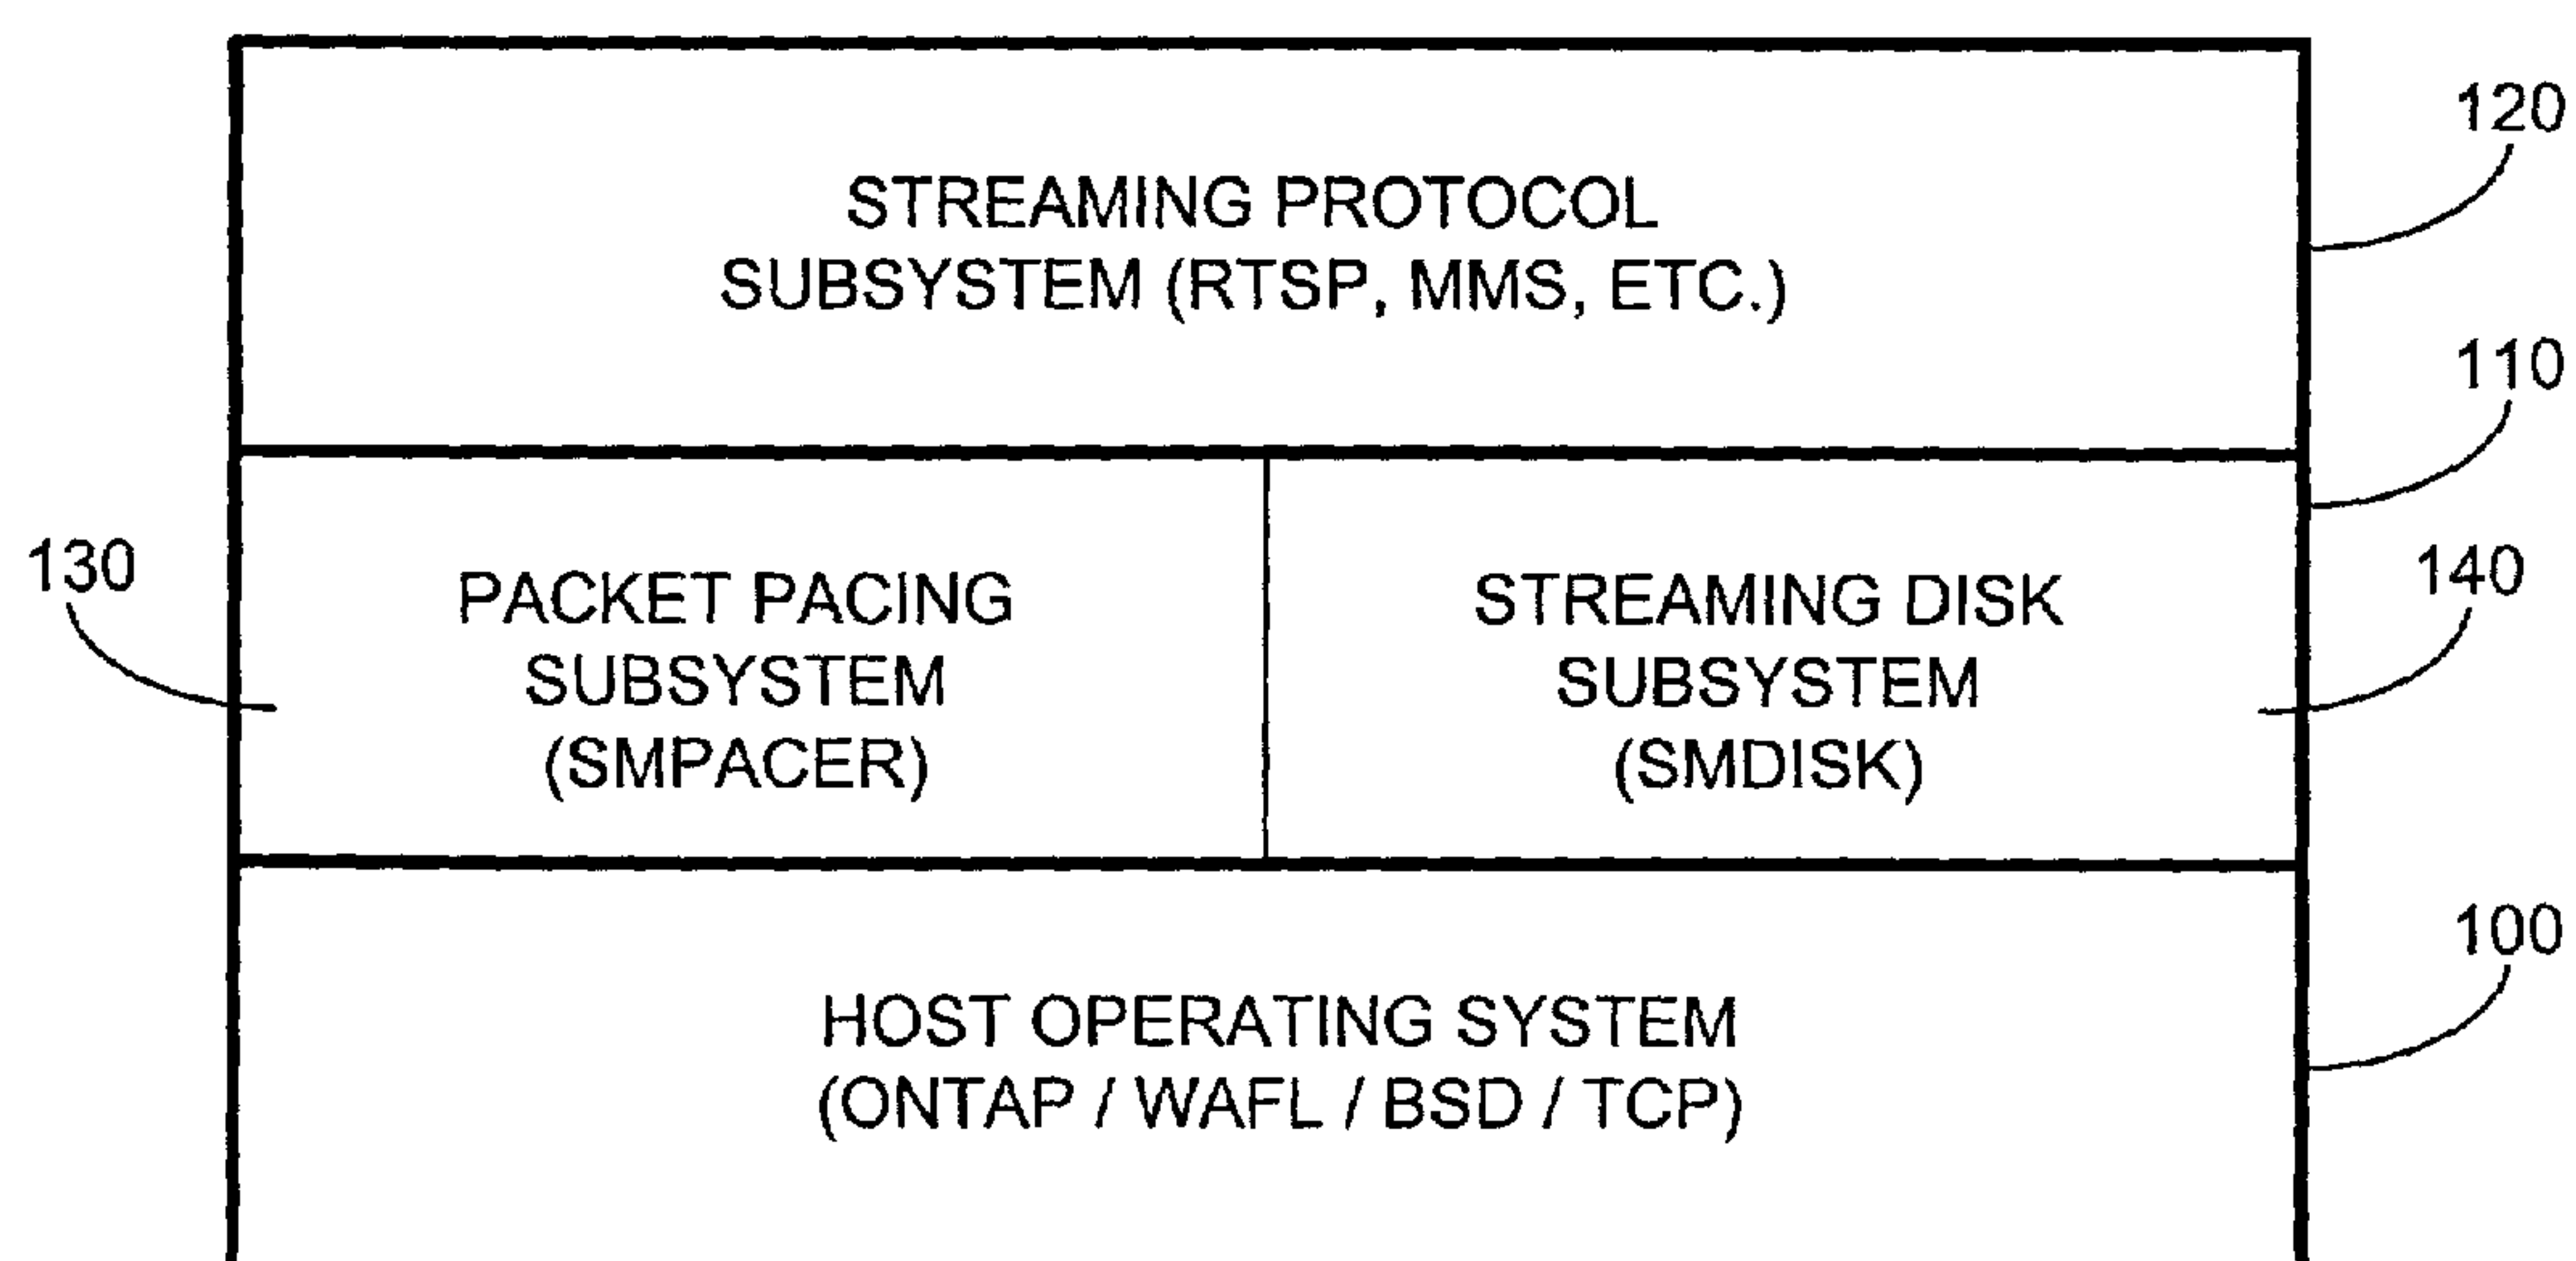 120
STREAMING PROTOCOL
SUBSYSTEM (RTSP, MMS, ETC.)
110
130
PACKET PACING
SUBSYSTEM
(SMPACER)
STREAMING DISK
SUBSYSTEM
(SMDISK)
140
100
HOST OPERATING SYSTEM
(ONTAP / WAFL / BSD / TCP)